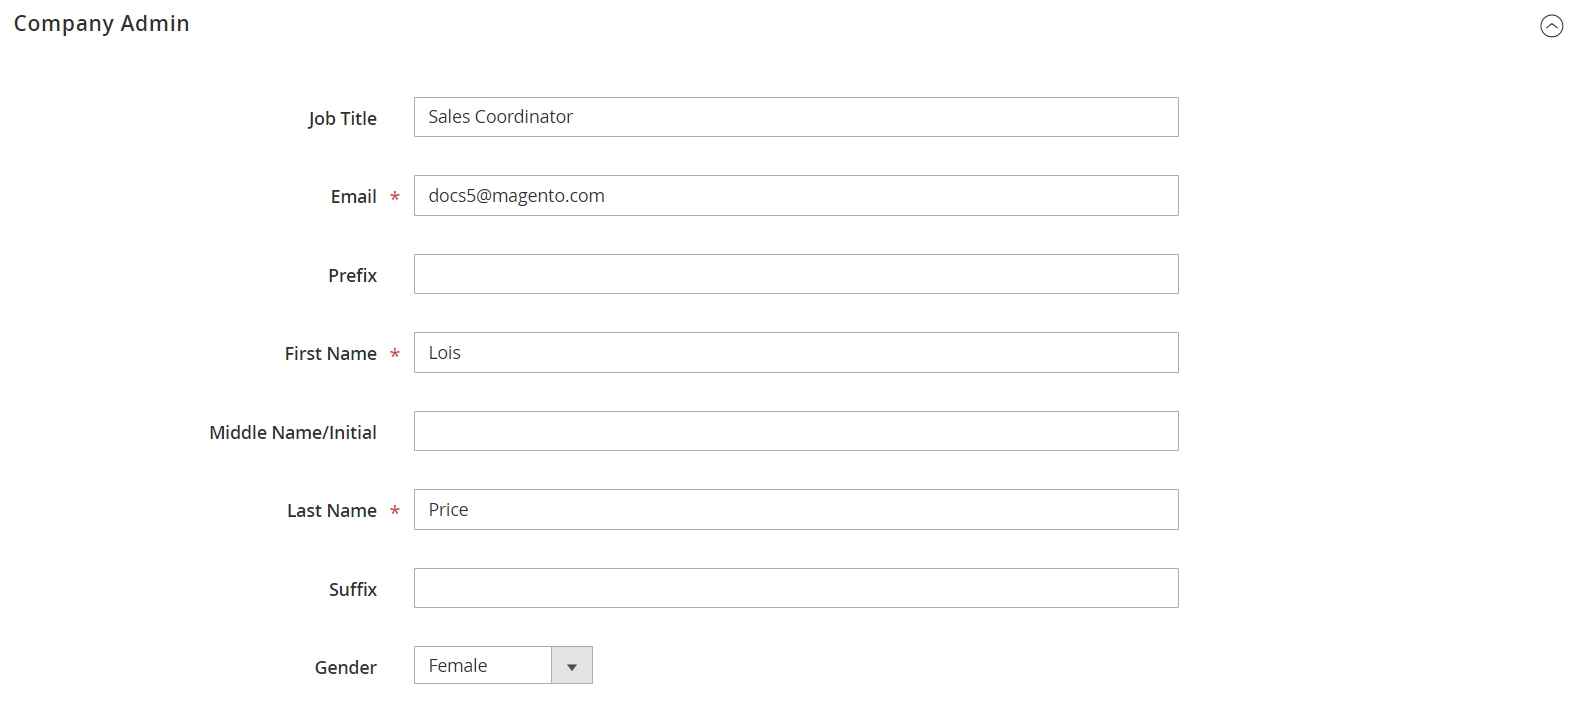 Company Admin
Job Title Sales Coordinator
Email * docs5@magento.com
Prefix
First Name * Lois
Middle Name/Initial
Last Name * Price
Suffix
Gender Female